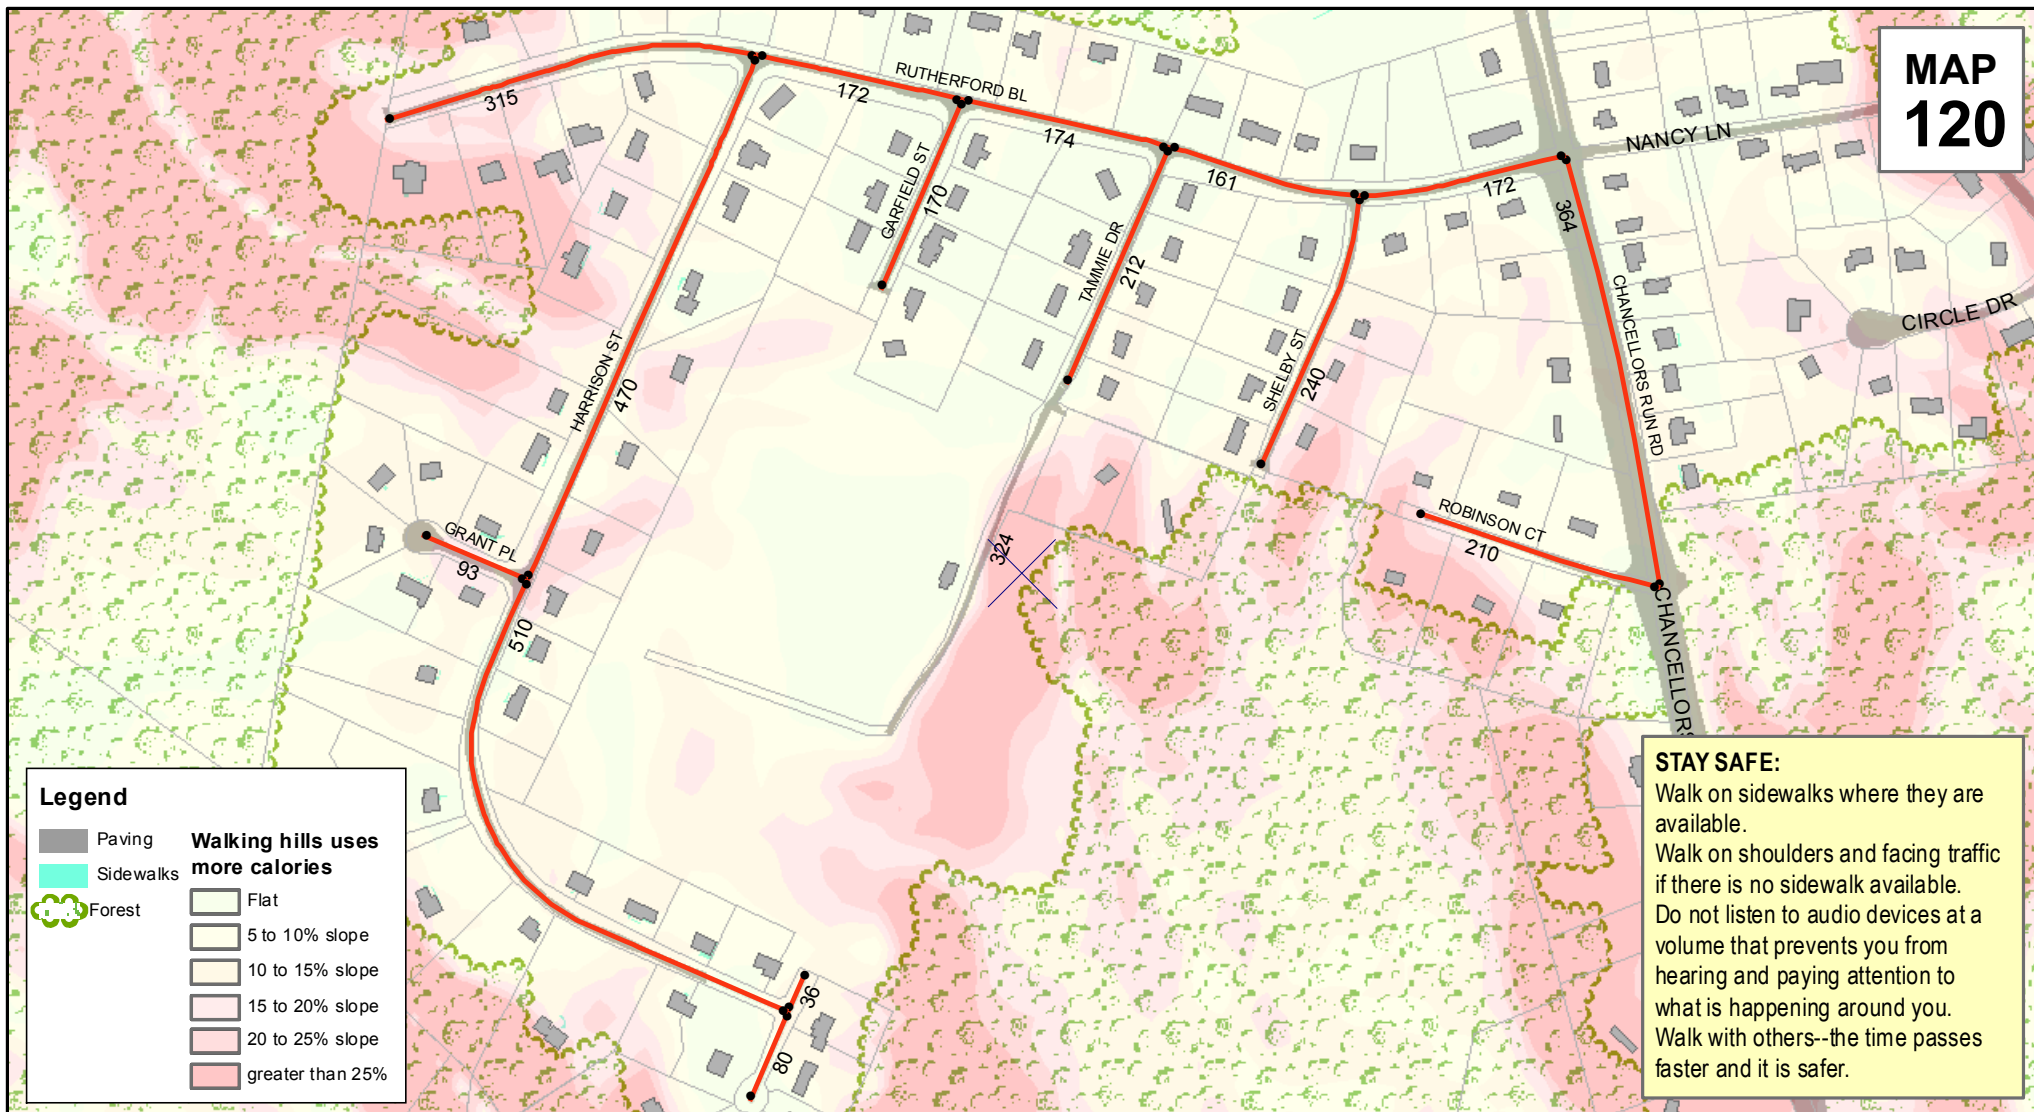 MAP
120
RUTHERFORD BL
315
172
174
161
172
NANCY LN
364
GARFIELD ST
170
TAMMIE DR
212
CHANCELLORS RUN RD
CIRCLE DR
HARRISON ST
470
SHELBY ST
240
GRANT PL
93
324
ROBINSON CT
210
510
CHANCELLORS
36
80
Legend
Paving
Sidewalks
Forest
Walking hills uses
more calories
Flat
5 to 10% slope
10 to 15% slope
15 to 20% slope
20 to 25% slope
greater than 25%
STAY SAFE:
Walk on sidewalks where they are
available.
Walk on shoulders and facing traffic
if there is no sidewalk available.
Do not listen to audio devices at a
volume that prevents you from
hearing and paying attention to
what is happening around you.
Walk with others--the time passes
faster and it is safer.